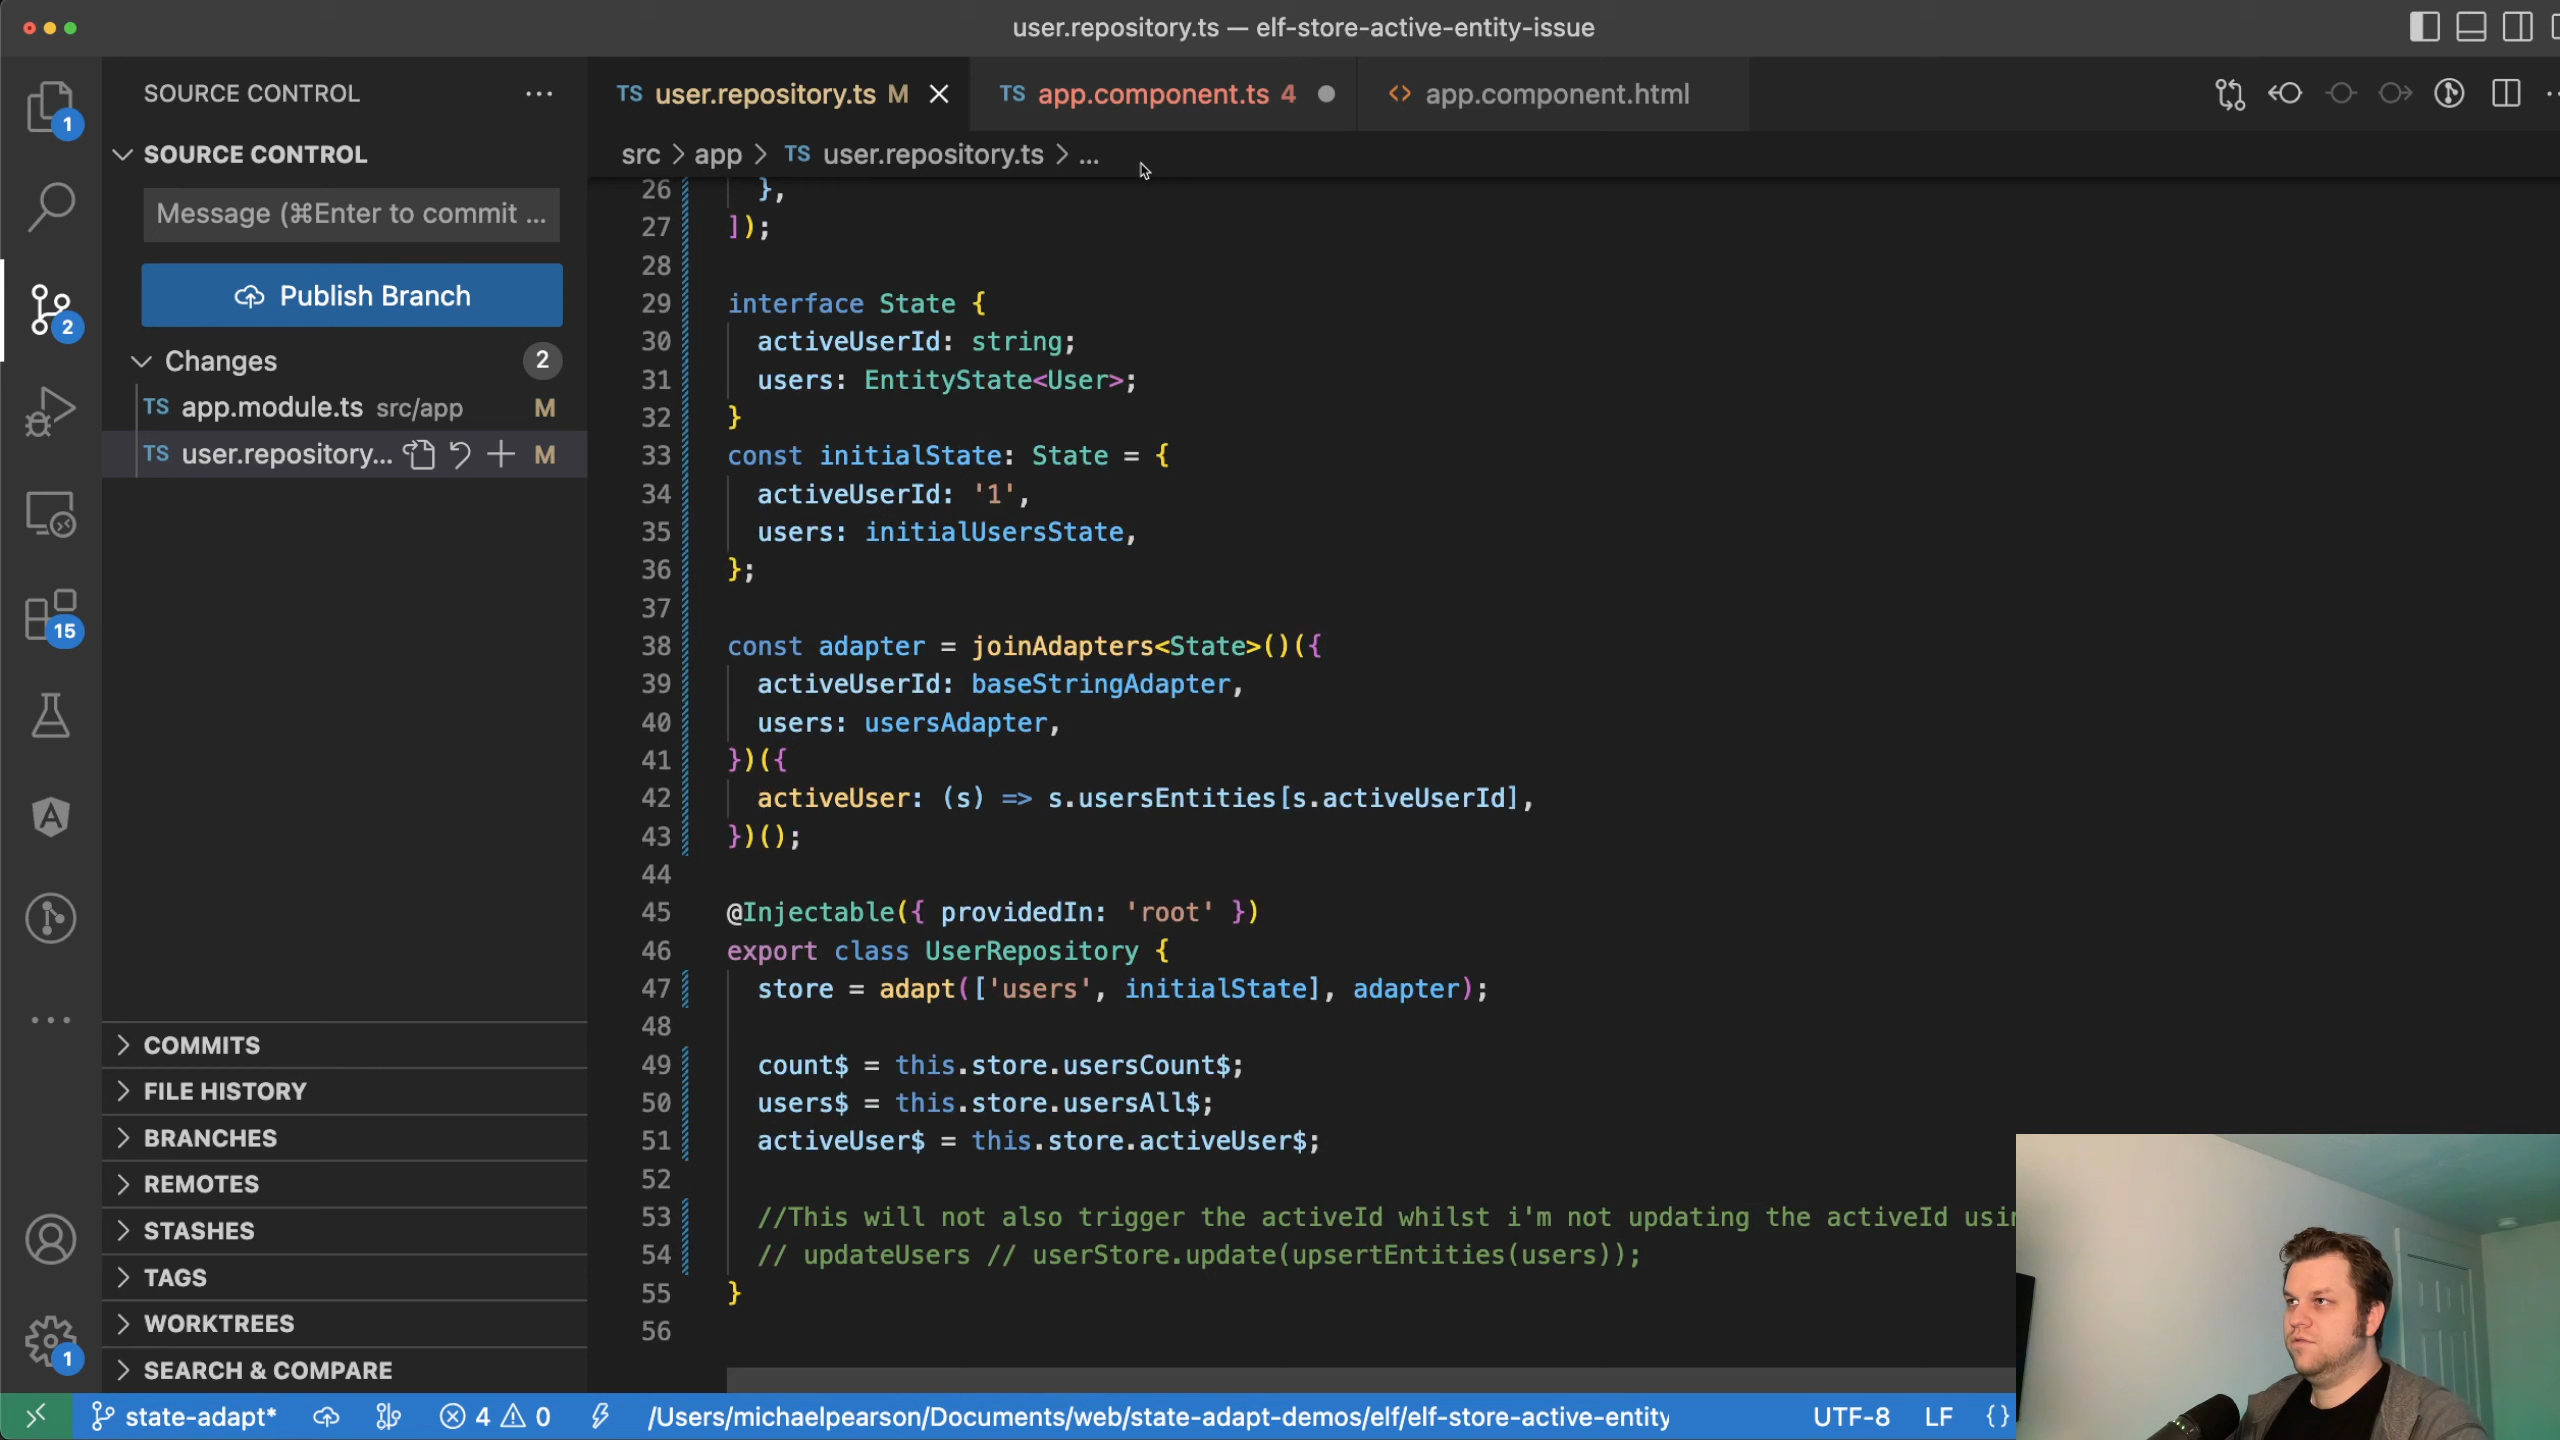 user.repository.ts — elf-store-active-entity-issue
SOURCE CONTROL
TS user.repository.ts M
TS app.component.ts 4
<> app.component.html
SOURCE CONTROL
src > app > TS user.repository.ts > ...
Message (⌘Enter to commit ...
Publish Branch
Changes 2
TS app.module.ts src/app M
TS user.repository... M
1
2
15
1
26 },
27 ]);
28
29 interface State {
30 activeUserId: string;
31 users: EntityState<User>;
32 }
33 const initialState: State = {
34 activeUserId: '1',
35 users: initialUsersState,
36 };
37
38 const adapter = joinAdapters<State>()({
39 activeUserId: baseStringAdapter,
40 users: usersAdapter,
41 })({
42 activeUser: (s) => s.usersEntities[s.activeUserId],
43 })();
44
45 @Injectable({ providedIn: 'root' })
46 export class UserRepository {
47 store = adapt(['users', initialState], adapter);
48
49 count$ = this.store.usersCount$;
50 users$ = this.store.usersAll$;
51 activeUser$ = this.store.activeUser$;
52
53 //This will not also trigger the activeId whilst i'm not updating the activeId usin
54 // updateUsers // userStore.update(upsertEntities(users));
55 }
56
COMMITS
FILE HISTORY
BRANCHES
REMOTES
STASHES
TAGS
WORKTREES
SEARCH & COMPARE
state-adapt* 4 0 /Users/michaelpearson/Documents/web/state-adapt-demos/elf/elf-store-active-entity UTF-8 LF {}